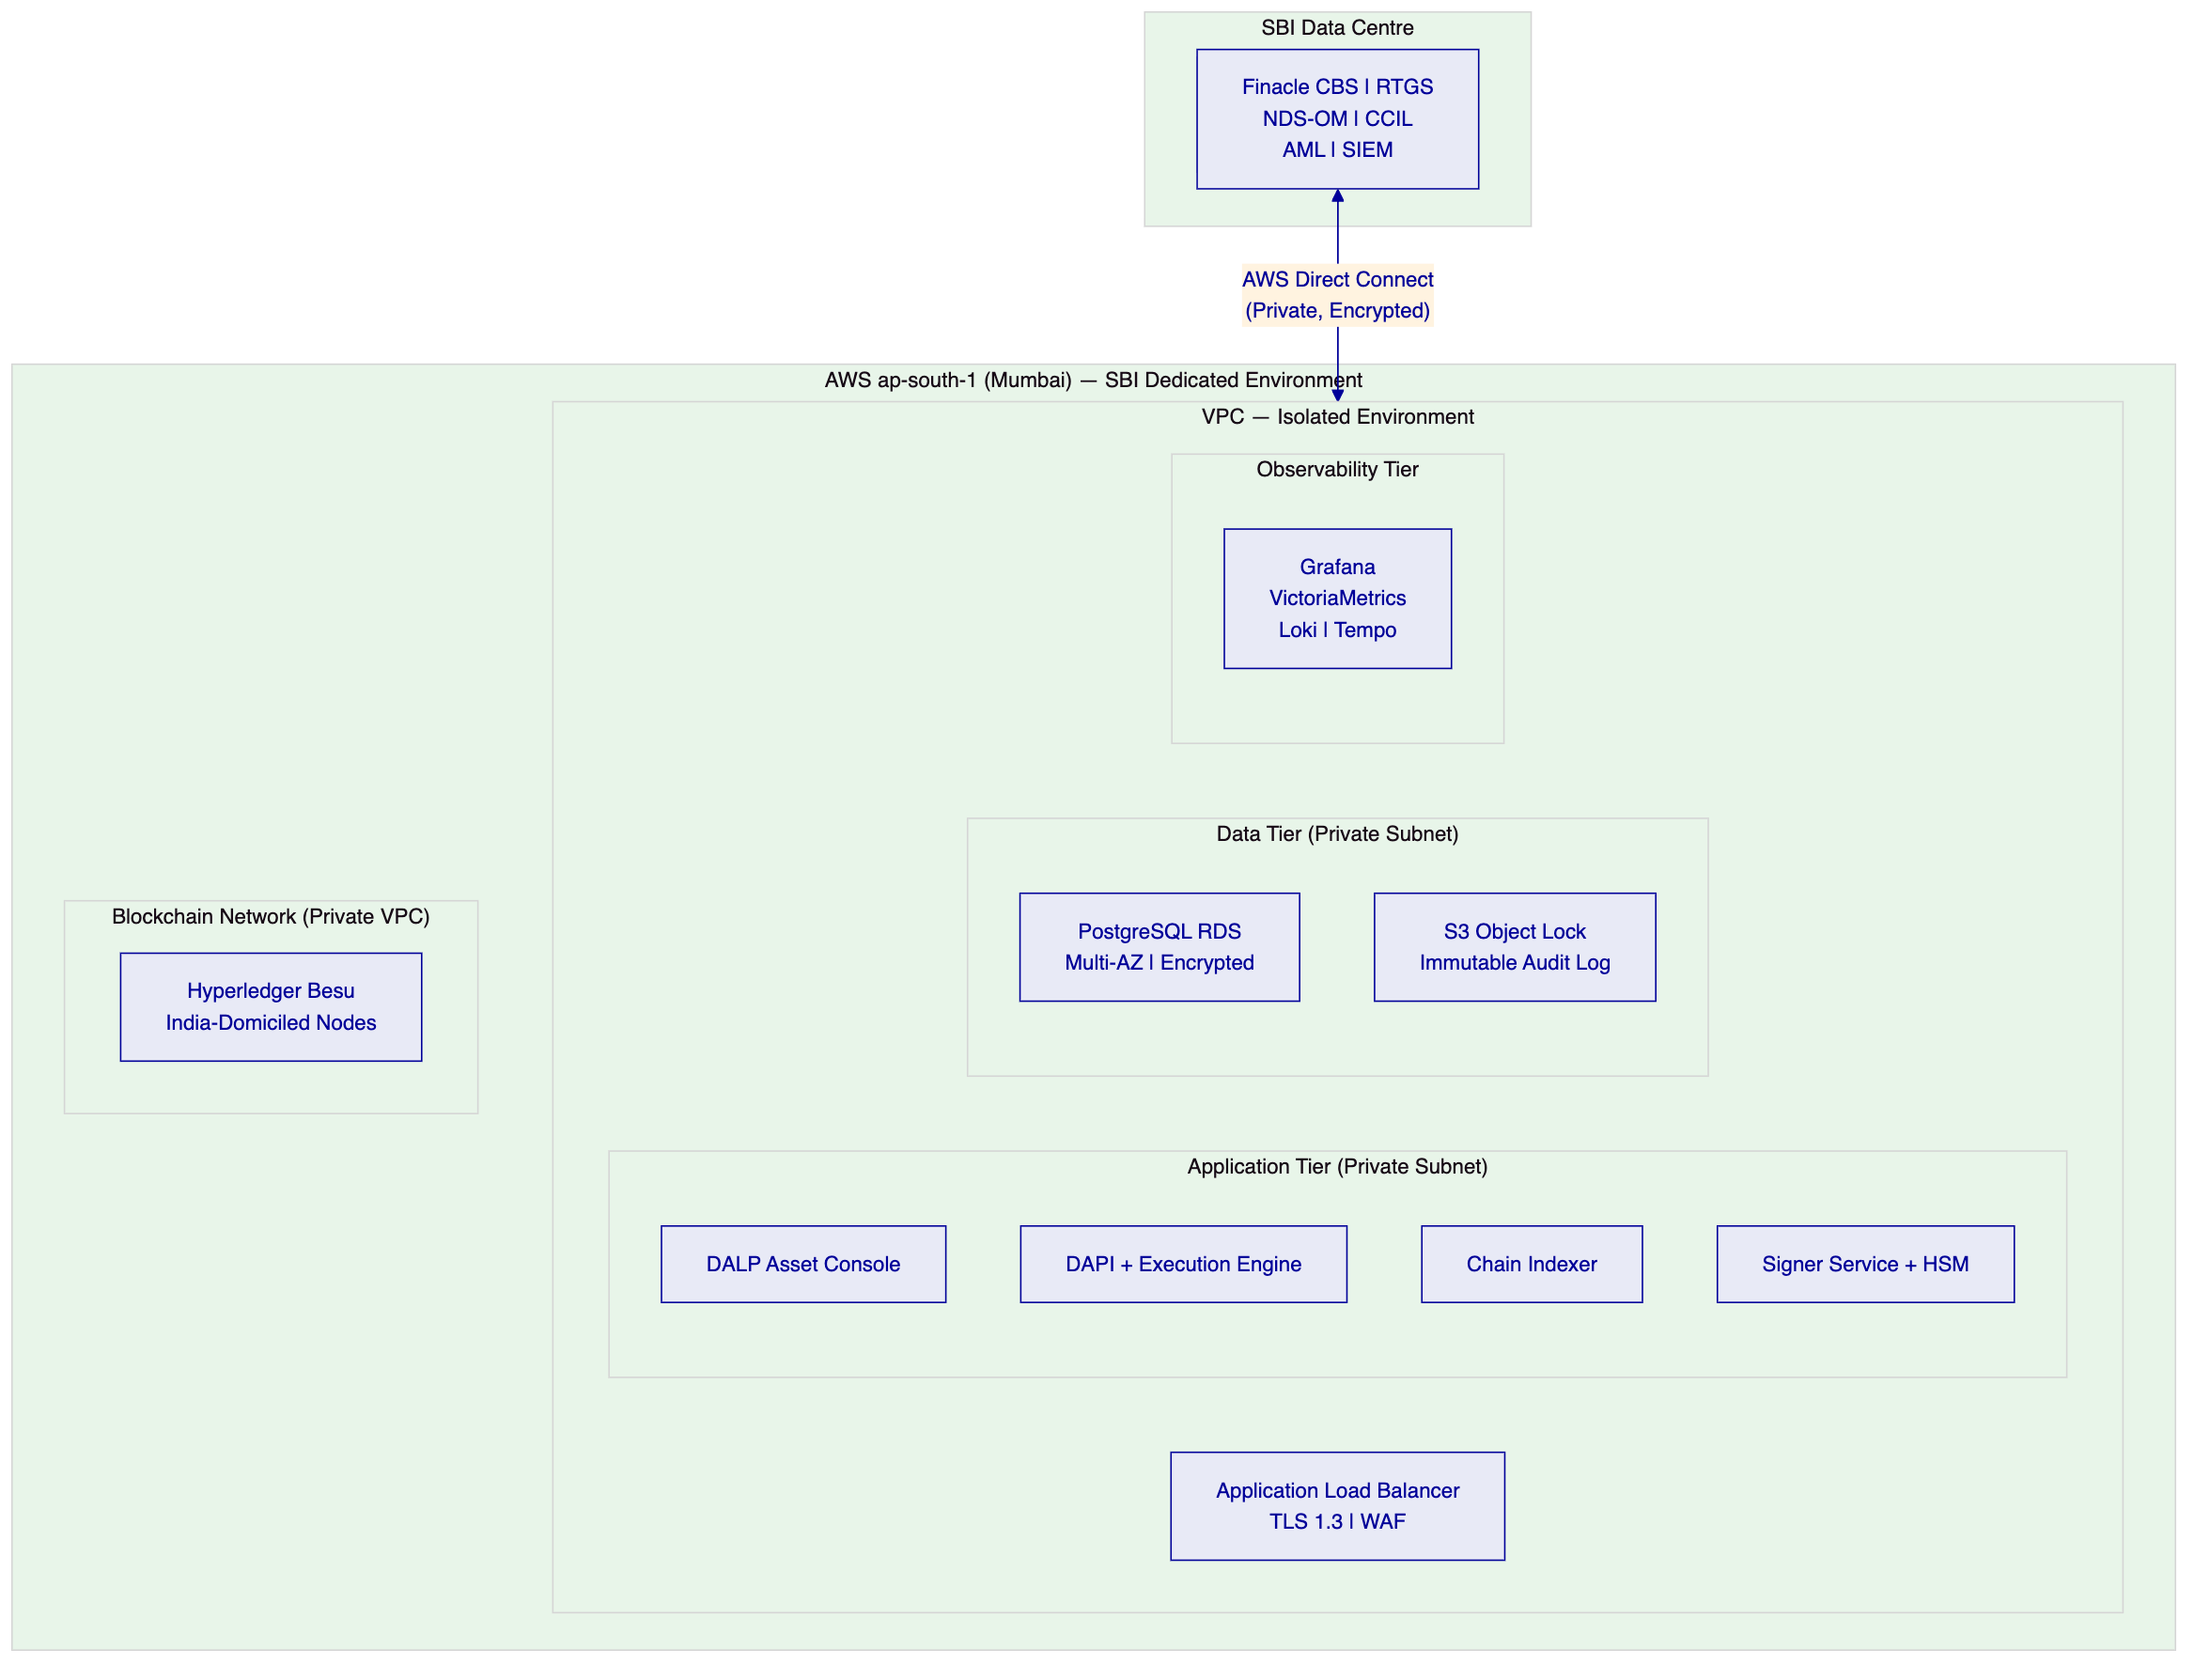 SBI Data Centre
Finacle CBS | RTGS
NDS-OM | CCIL
AML | SIEM
AWS Direct Connect
(Private, Encrypted)
AWS ap-south-1 (Mumbai) — SBI Dedicated Environment
VPC — Isolated Environment
Observability Tier
Grafana
VictoriaMetrics
Loki | Tempo
Data Tier (Private Subnet)
PostgreSQL RDS
Multi-AZ | Encrypted
S3 Object Lock
Immutable Audit Log
Blockchain Network (Private VPC)
Hyperledger Besu
India-Domiciled Nodes
Application Tier (Private Subnet)
DALP Asset Console
DAPI + Execution Engine
Chain Indexer
Signer Service + HSM
Application Load Balancer
TLS 1.3 | WAF